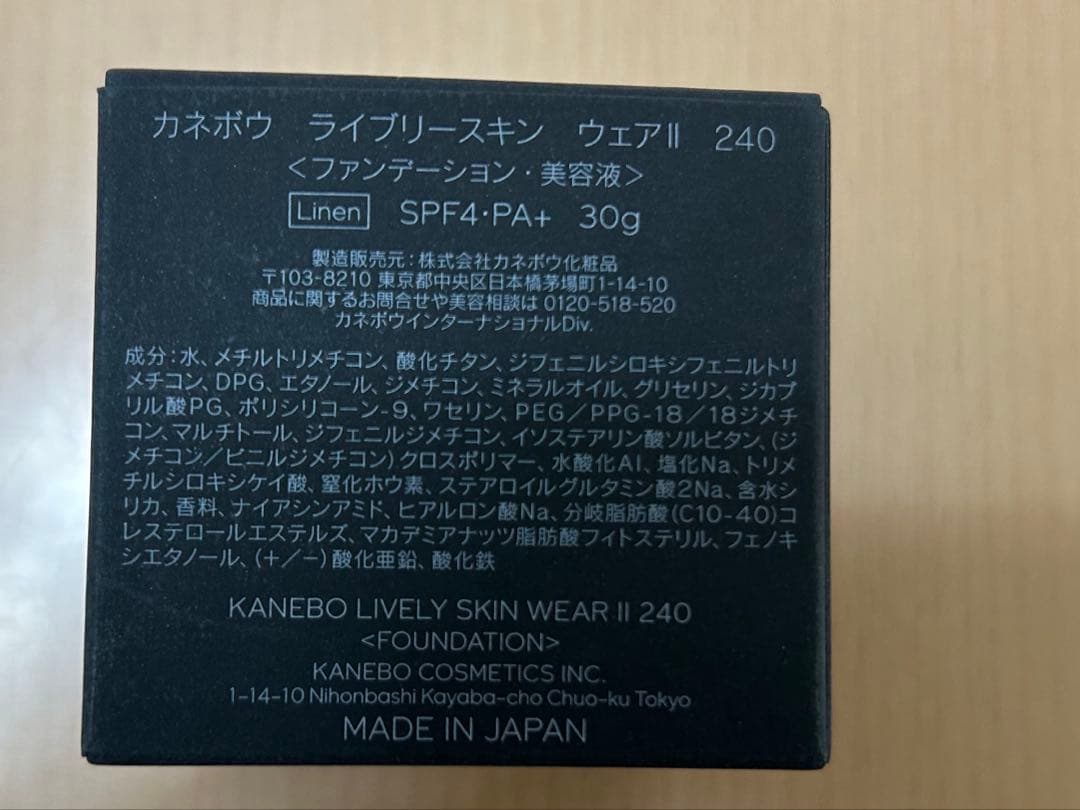 カネボウ　ライブリースキン　ウェアⅡ　240
<ファンデーション・美容液>
Linen　SPF4・PA+　30g
製造販売元：株式会社カネボウ化粧品
〒103-8210 東京都中央区日本橋茅場町1-14-10
商品に関するお問合せや美容相談は 0120-518-520
カネボウインターナショナルDiv.
成分：水、メチルトリメチコン、酸化チタン、ジフェニルシロキシフェニルトリ
メチコン、DPG、エタノール、ジメチコン、ミネラルオイル、グリセリン、ジカプ
リル酸PG、ポリシリコーン-9、ワセリン、PEG／PPG-18／18ジメチ
コン、マルチトール、ジフェニルジメチコン、イソステアリン酸ソルビタン、（ジ
メチコン／ビニルジメチコン）クロスポリマー、水酸化Al、塩化Na、トリメ
チルシロキシケイ酸、窒化ホウ素、ステアロイルグルタミン酸2Na、含水シ
リカ、香料、ナイアシンアミド、ヒアルロン酸Na、分岐脂肪酸(C10-40)コ
レステロールエステルズ、マカデミアナッツ脂肪酸フィトステリル、フェノキ
シエタノール、(+/−)酸化亜鉛、酸化鉄
KANEBO LIVELY SKIN WEAR II 240
<FOUNDATION>
KANEBO COSMETICS INC.
1-14-10 Nihonbashi Kayaba-cho Chuo-ku Tokyo
MADE IN JAPAN